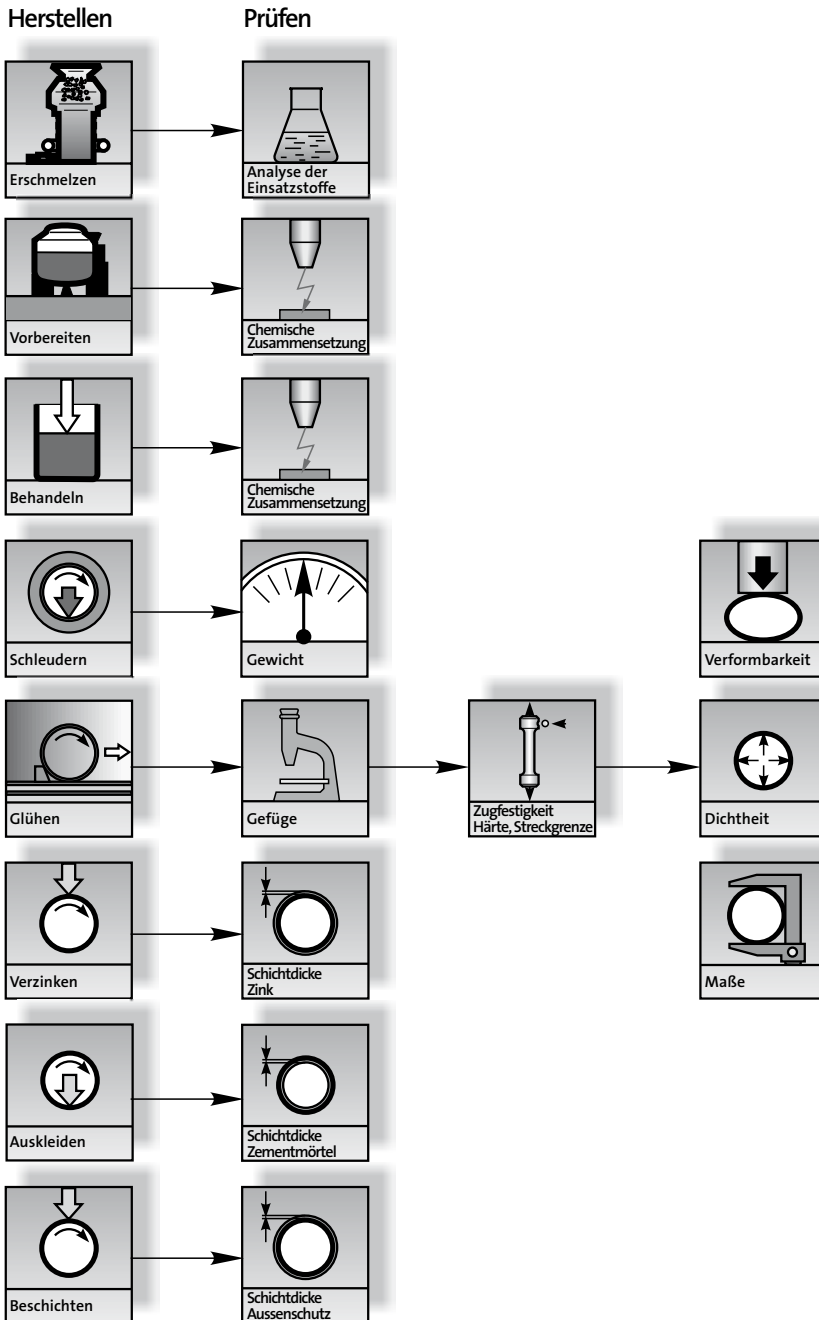 Herstellen Prüfen
Erschmelzen
Analyse der
Einsatzstoffe
Vorbereiten
Chemische
Zusammensetzung
Behandeln
Chemische
Zusammensetzung
Schleudern
Gewicht
Verformbarkeit
Glühen
Gefüge
Zugfestigkeit
Härte, Streckgrenze
Dichtheit
Verzinken
Schichtdicke
Zink
Maße
Auskleiden
Schichtdicke
Zementmörtel
Beschichten
Schichtdicke
Aussenschutz